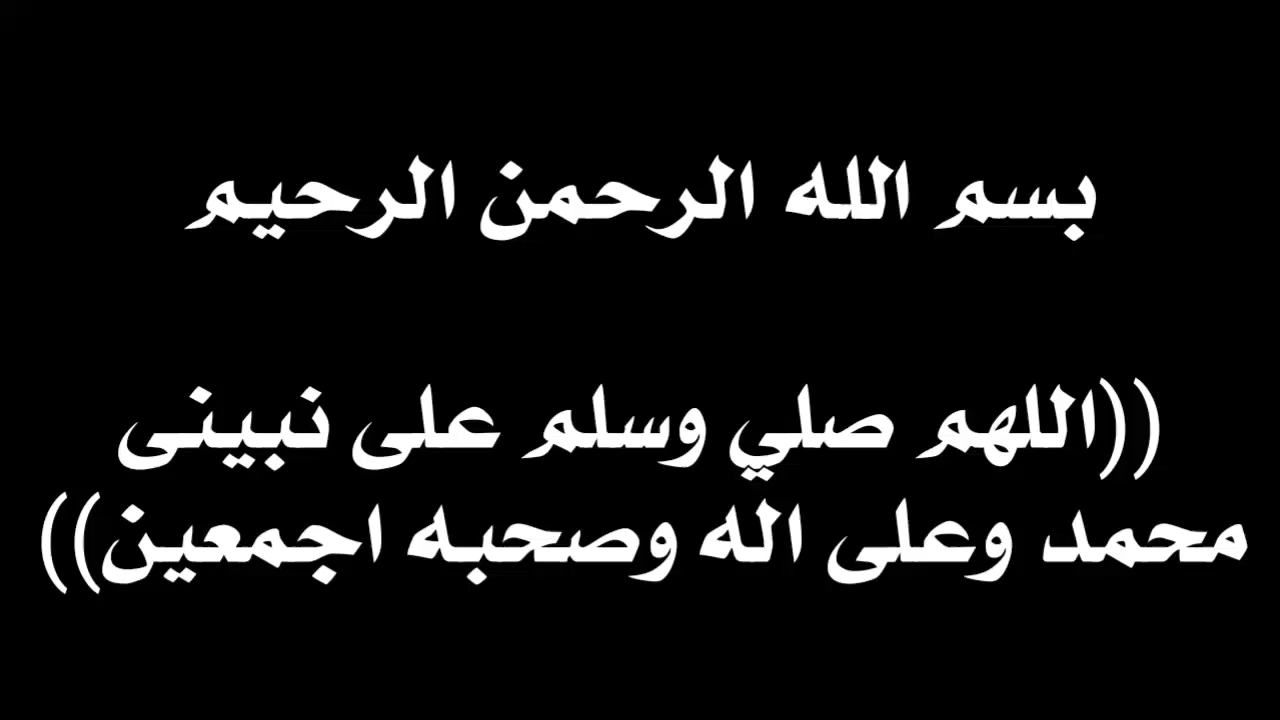 بسم الله الرحمن الرحيم
((اللهم صلي وسلم على نبينى
محمد وعلى اله وصحبه اجمعين))